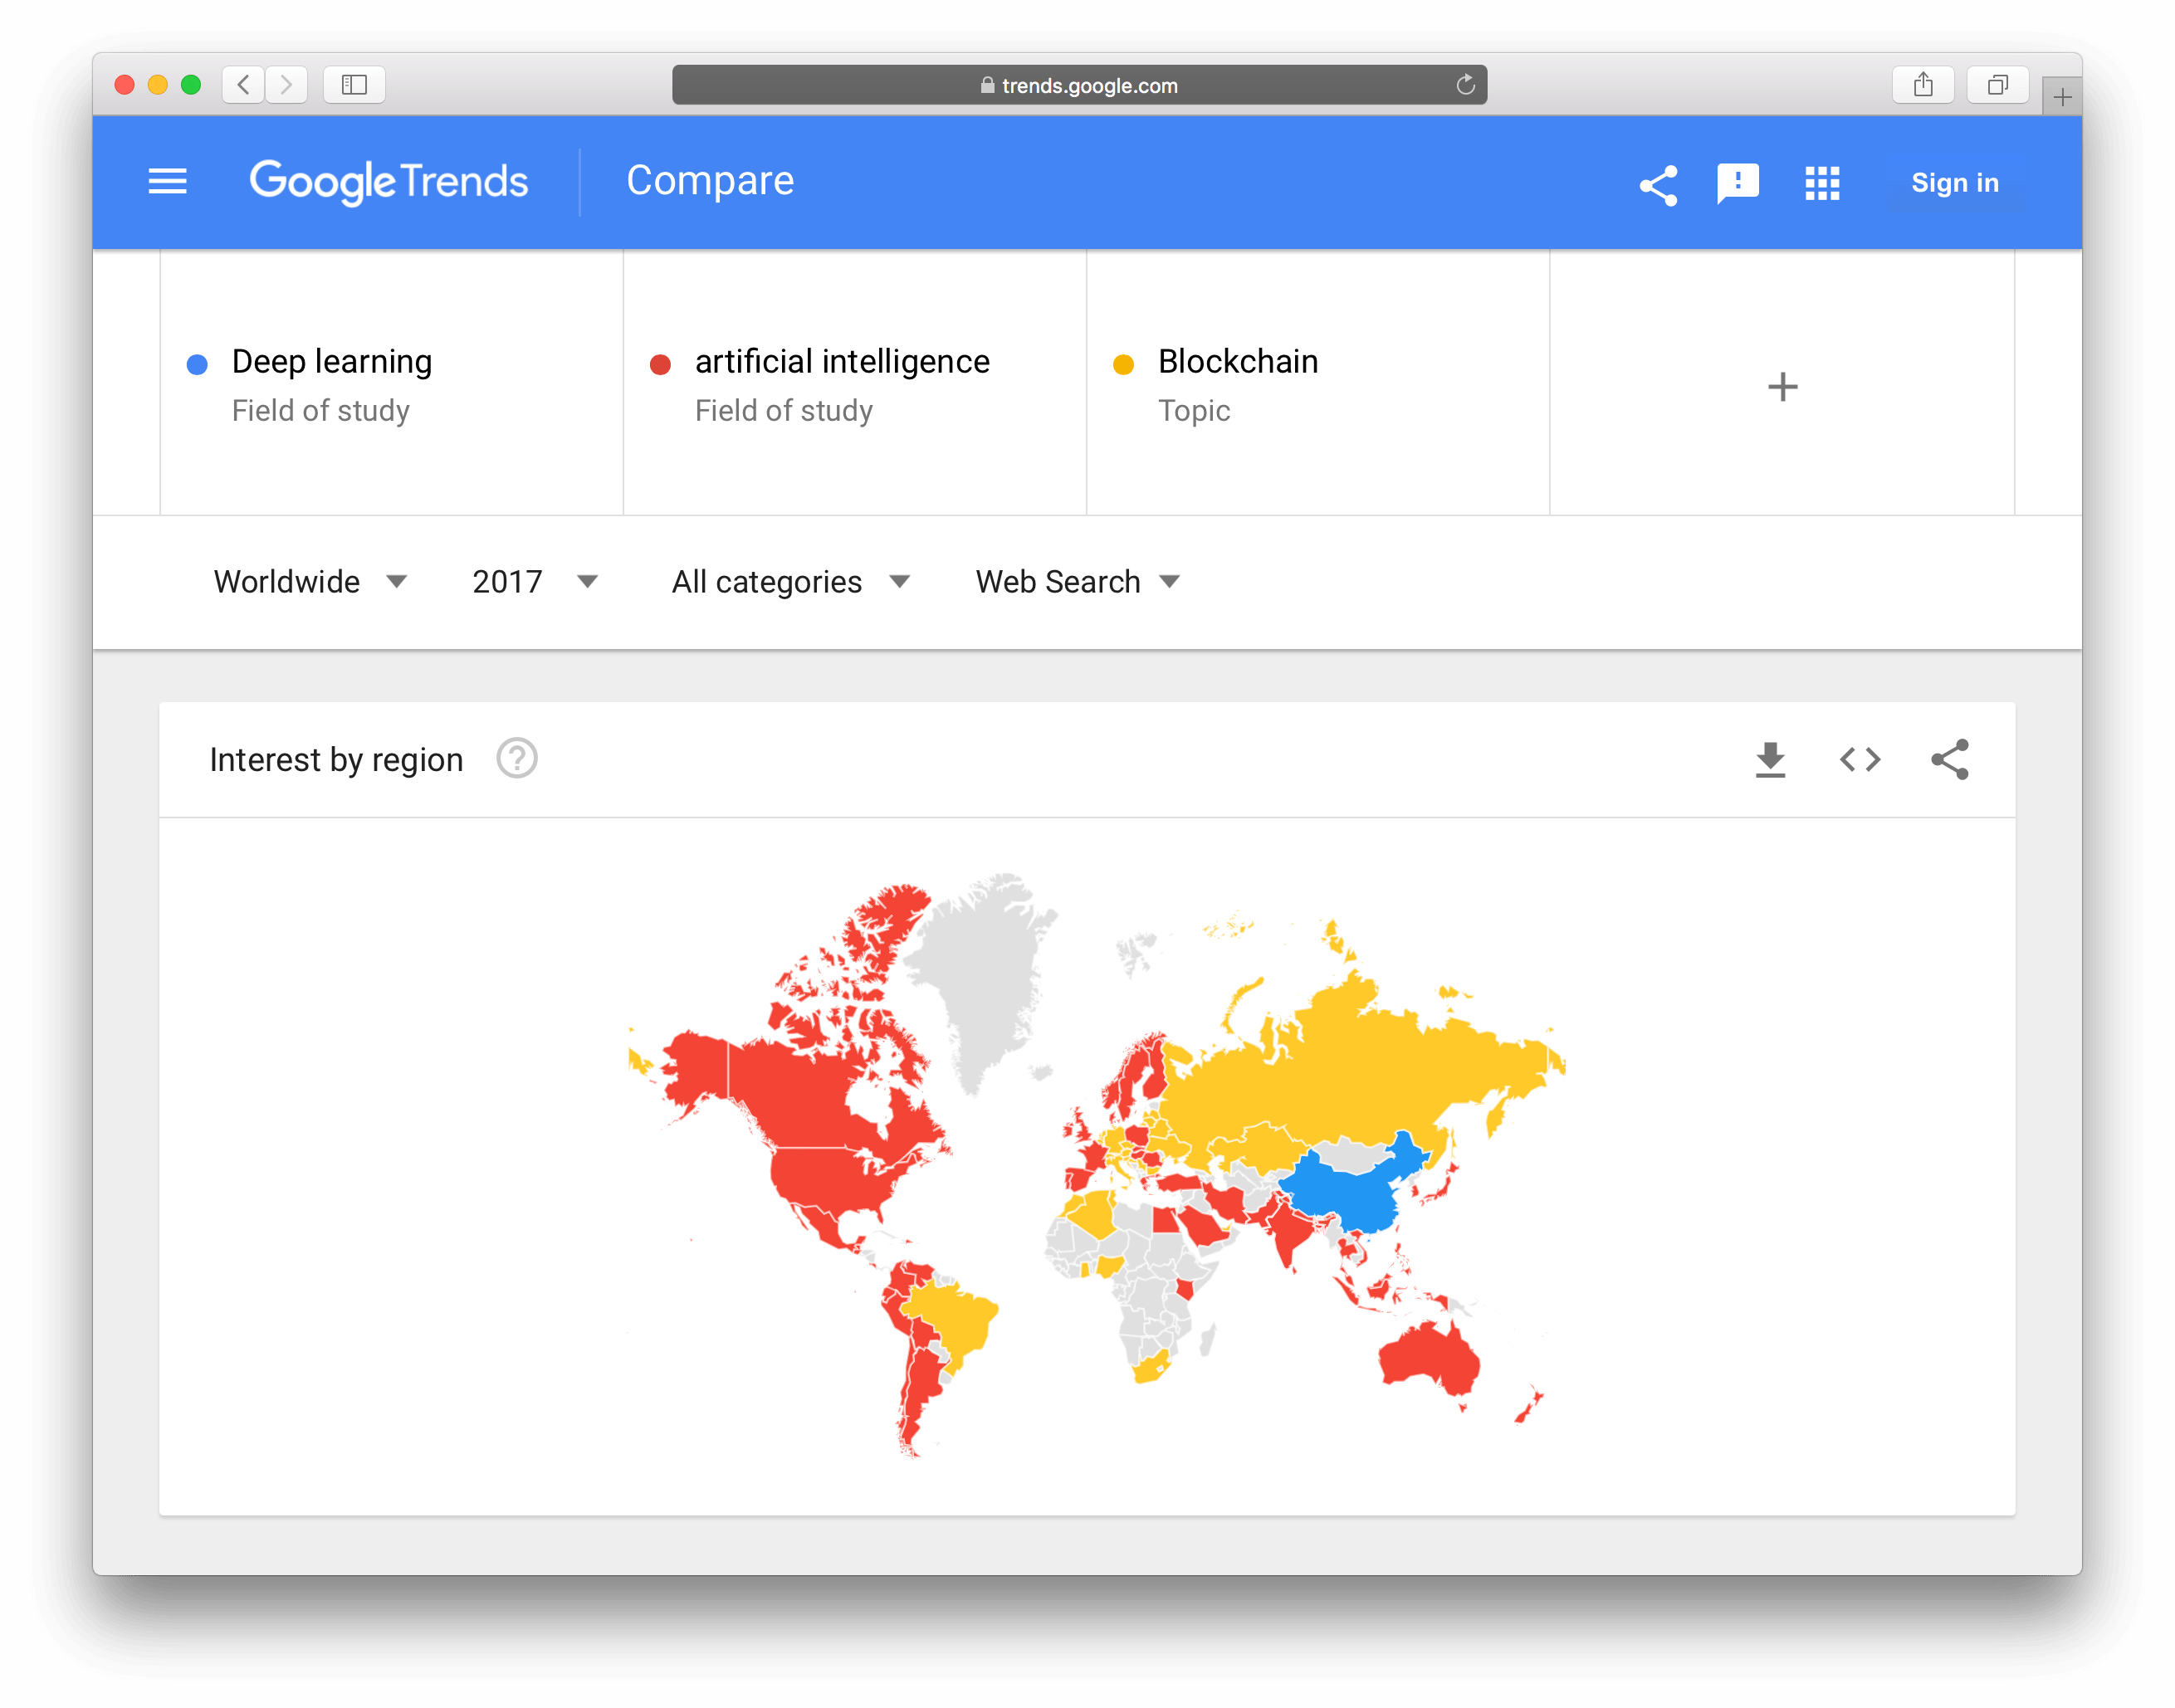 trends.google.com
Google Trends Compare Sign in
Deep learning artificial intelligence Blockchain
Field of study Field of study Topic
Worldwide 2017 All categories Web Search
Interest by region ?